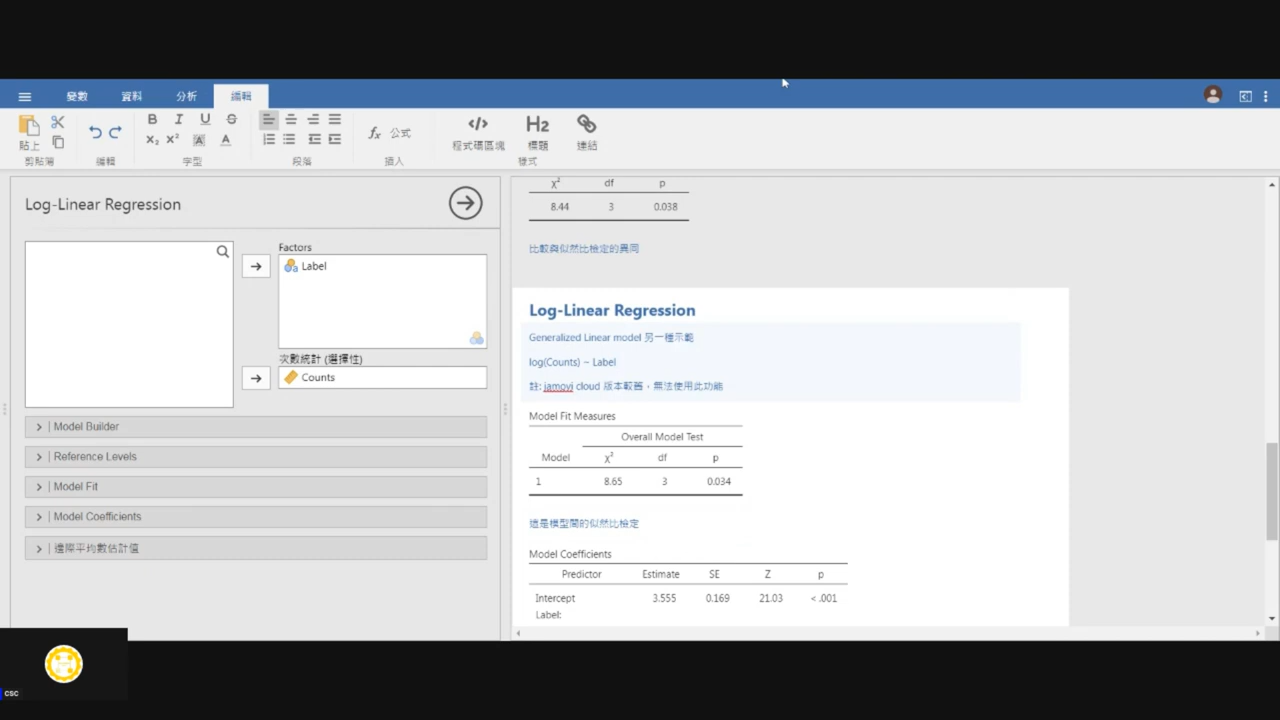 變數 資料 分析 編輯
貼上 剪貼簿
編輯
B I U S X₂ X² A A 字型
段落
fx 公式 插入
程式碼區塊 H2 標題 連結 樣式
Log-Linear Regression
Factors
Label
次數統計 (選擇性)
Counts
| Model Builder
| Reference Levels
| Model Fit
| Model Coefficients
| 邊際平均數估計值
χ² df p
8.44 3 0.038
比較與似然比檢定的異同
Log-Linear Regression
Generalized Linear model 另一種示範
log(Counts) ~ Label
註: jamovi cloud 版本較舊，無法使用此功能
Model Fit Measures
Overall Model Test
Model χ² df p
1 8.65 3 0.034
這是模型間的似然比檢定
Model Coefficients
Predictor Estimate SE Z p
Intercept 3.555 0.169 21.03 < .001
Label:
csc